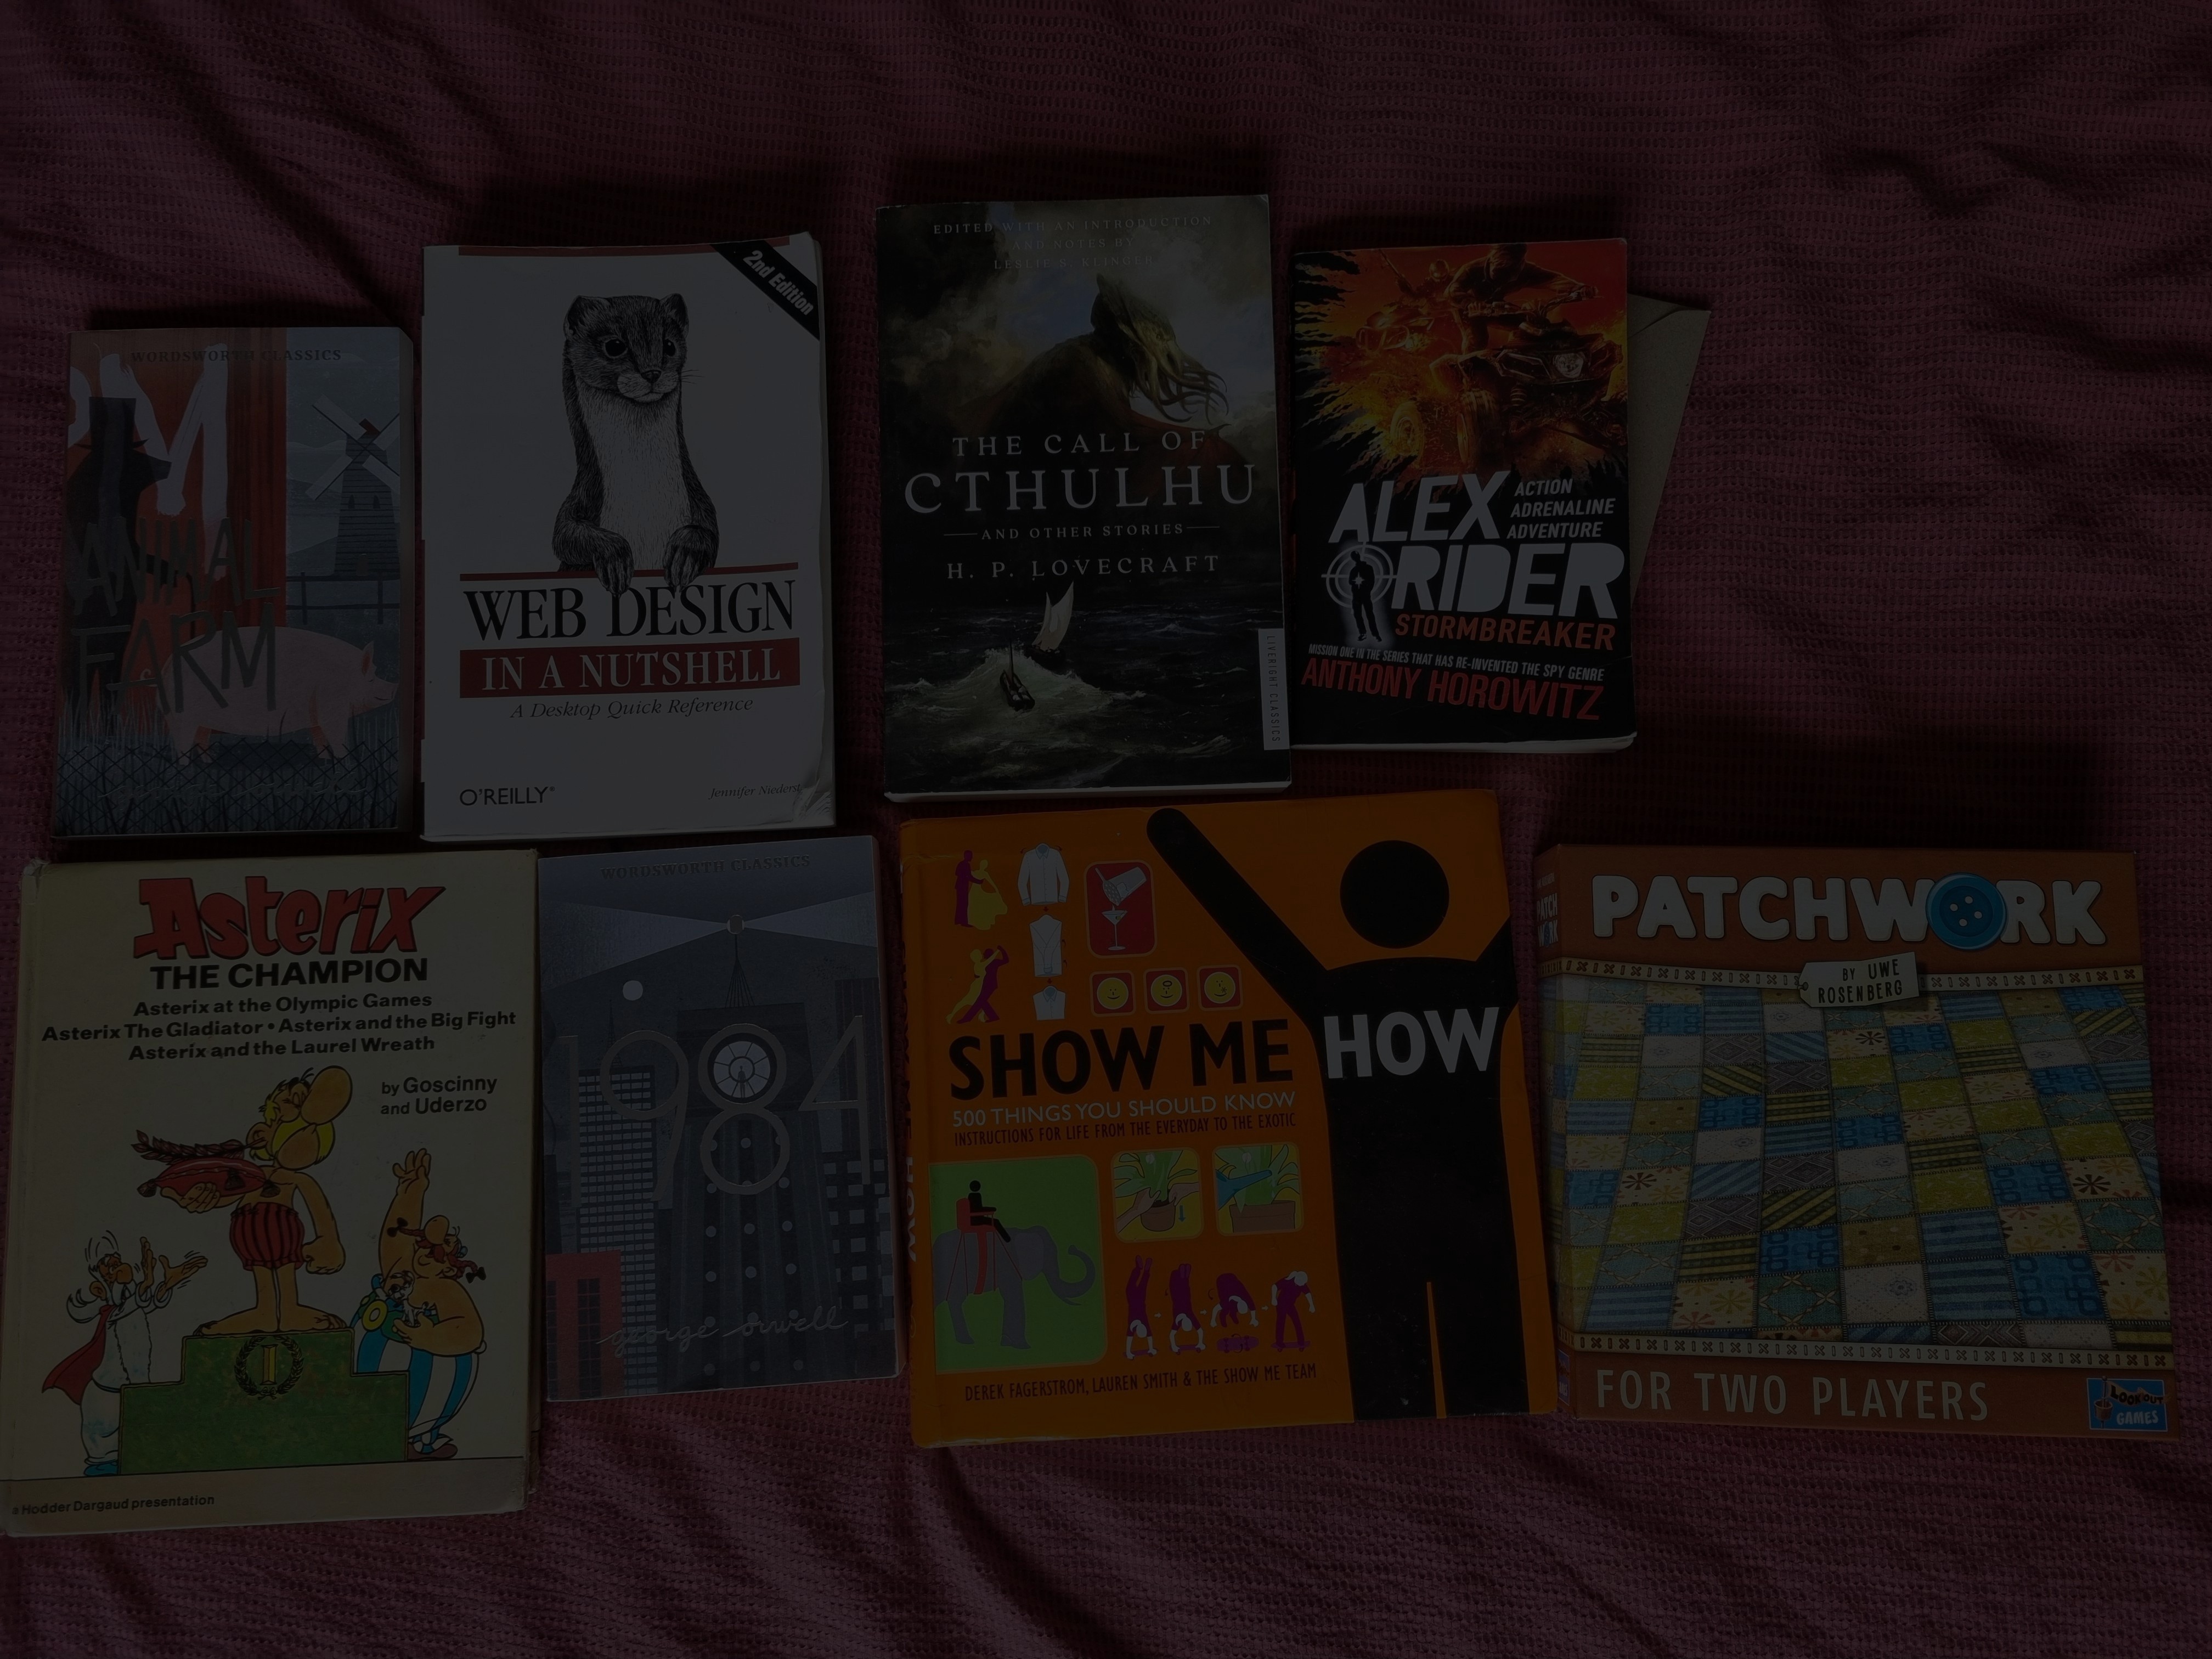 WORDSWORTH CLASSICS
M
ANIMAL
FARM
2nd Edition
WEB DESIGN
IN A NUTSHELL
A Desktop Quick Reference
O'REILLY®
Jennifer Niederst
EDITED WITH AN INTRODUCTION
AND NOTES BY
LESLIE S. KLINGER
THE CALL OF
CTHULHU
AND OTHER STORIES
H. P. LOVECRAFT
LIVERIGHT CLASSICS
ALEX
ACTION
ADRENALINE
ADVENTURE
RIDER
STORMBREAKER
MISSION ONE IN THE SERIES THAT HAS RE-INVENTED THE SPY GENRE
ANTHONY HOROWITZ
Asterix
THE CHAMPION
Asterix at the Olympic Games
Asterix The Gladiator • Asterix and the Big Fight
Asterix and the Laurel Wreath
by Goscinny
and Uderzo
1
a Hodder Dargaud presentation
WORDSWORTH CLASSICS
1984
george orwell
SHOW ME HOW
500 THINGS YOU SHOULD KNOW
INSTRUCTIONS FOR LIFE FROM THE EVERYDAY TO THE EXOTIC
DEREK FAGERSTROM, LAUREN SMITH & THE SHOW ME TEAM
HOW
PATCHWORK
BY UWE
ROSENBERG
PATCH
WORK
FOR TWO PLAYERS
LOOKOUT
GAMES